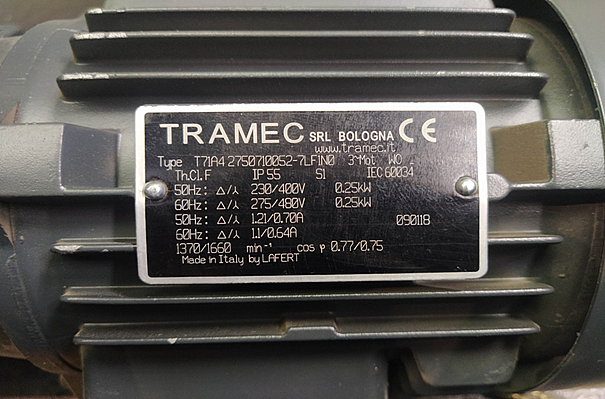 TRAMEC SRL BOLOGNA CE
www.tramec.it
Type T71A4 2750710052-7LF1N0 3~Mot WO
Th.Cl.F IP 55 S1 IEC 60034
50Hz: Δ/⅄ 230/400V 0.25kW
60Hz: Δ/⅄ 275/480V 0.25kW
50Hz: Δ/⅄ 1.21/0.70A 090118
60Hz: Δ/⅄ 1.1/0.64A
1370/1660 min⁻¹ cos φ 0.77/0.75
Made in Italy by LAFERT